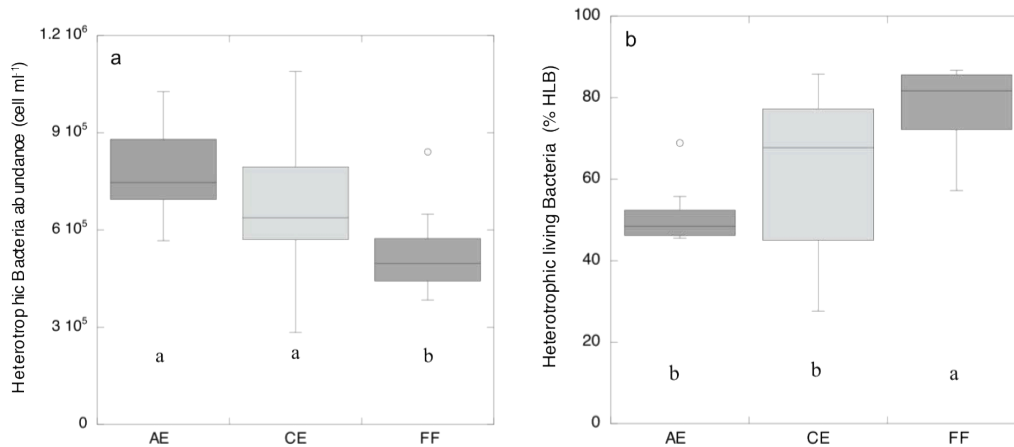 Heterotrophic Bacteria abundance (cell ml⁻¹)
1.2 10⁶
9 10⁵
6 10⁵
3 10⁵
0
a
a
a
b
AE
CE
FF
Heterotrophic living Bacteria (% HLB)
100
80
60
40
20
0
b
b
b
a
AE
CE
FF